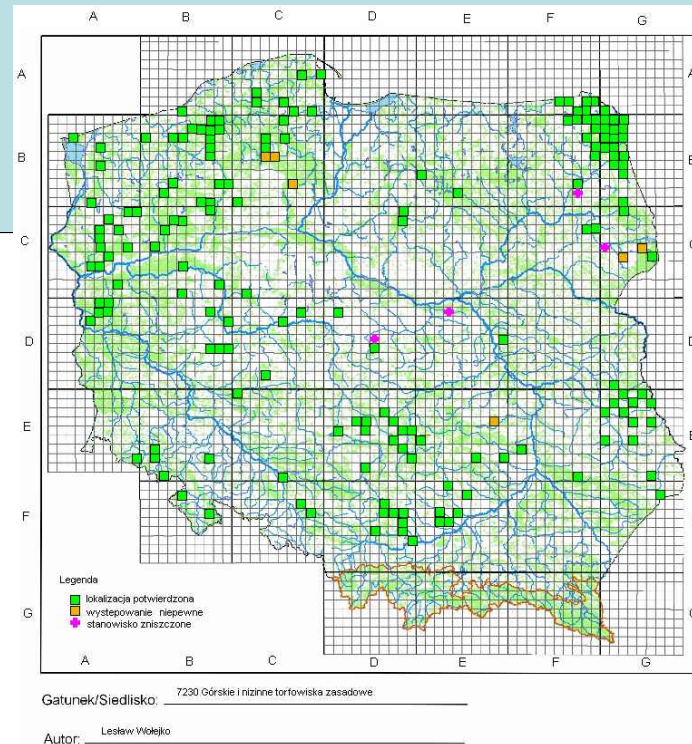 A B C D E F G
A A
B B
C C
D D
E E
F
G G
Legenda
lokalizacja potwierdzona
wystepowanie niepewne
stanowisko zniszczone
A B C D E F G
Gatunek/Siedlisko: 7230 Górskie i nizinne torfowiska zasadowe
Autor: Lesław Wołejko